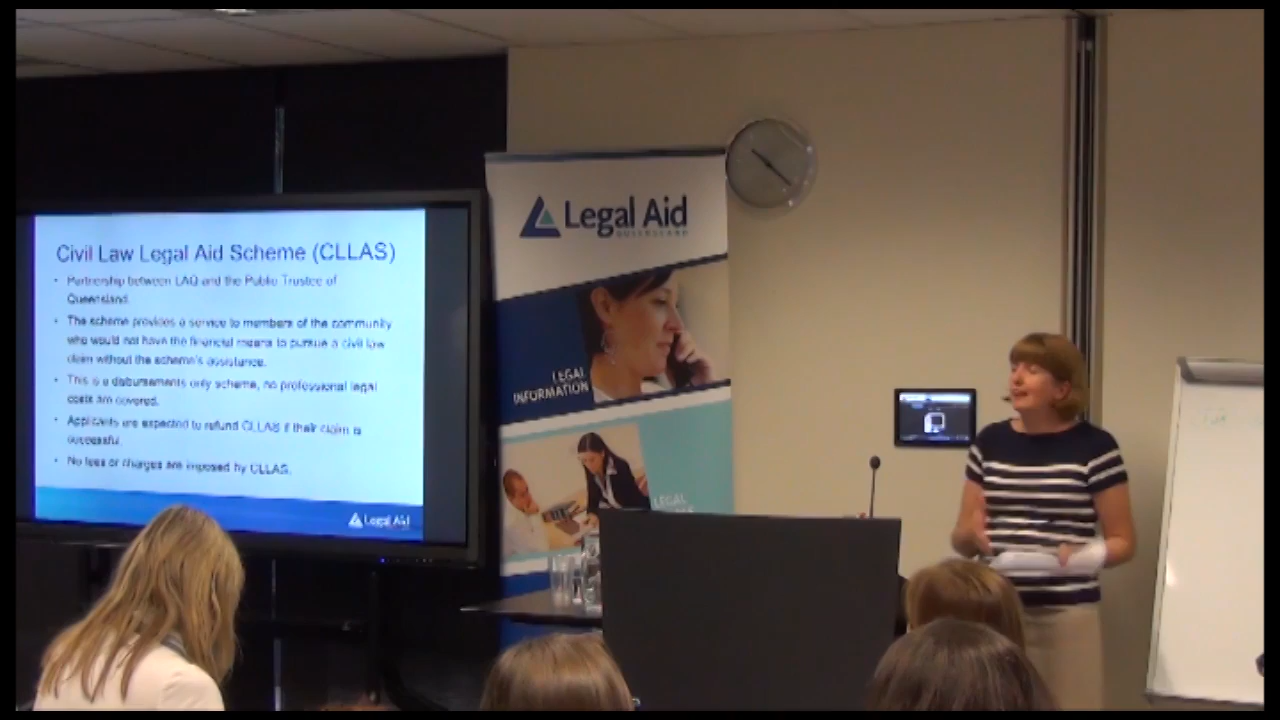 Civil Law Legal Aid Scheme (CLLAS)
• Partnership between LAQ and the Public Trustee of
Queensland.
• The scheme provides a service to members of the community
who would not have the financial means to pursue a civil law
claim without the scheme's assistance.
• This is a disbursements only scheme, no professional legal
costs are covered.
• Applicants are expected to refund CLLAS if their claim is
successful.
• No fees or charges are imposed by CLLAS.
Legal Aid
Legal Aid
QUEENSLAND
LEGAL
INFORMATION
LEGAL